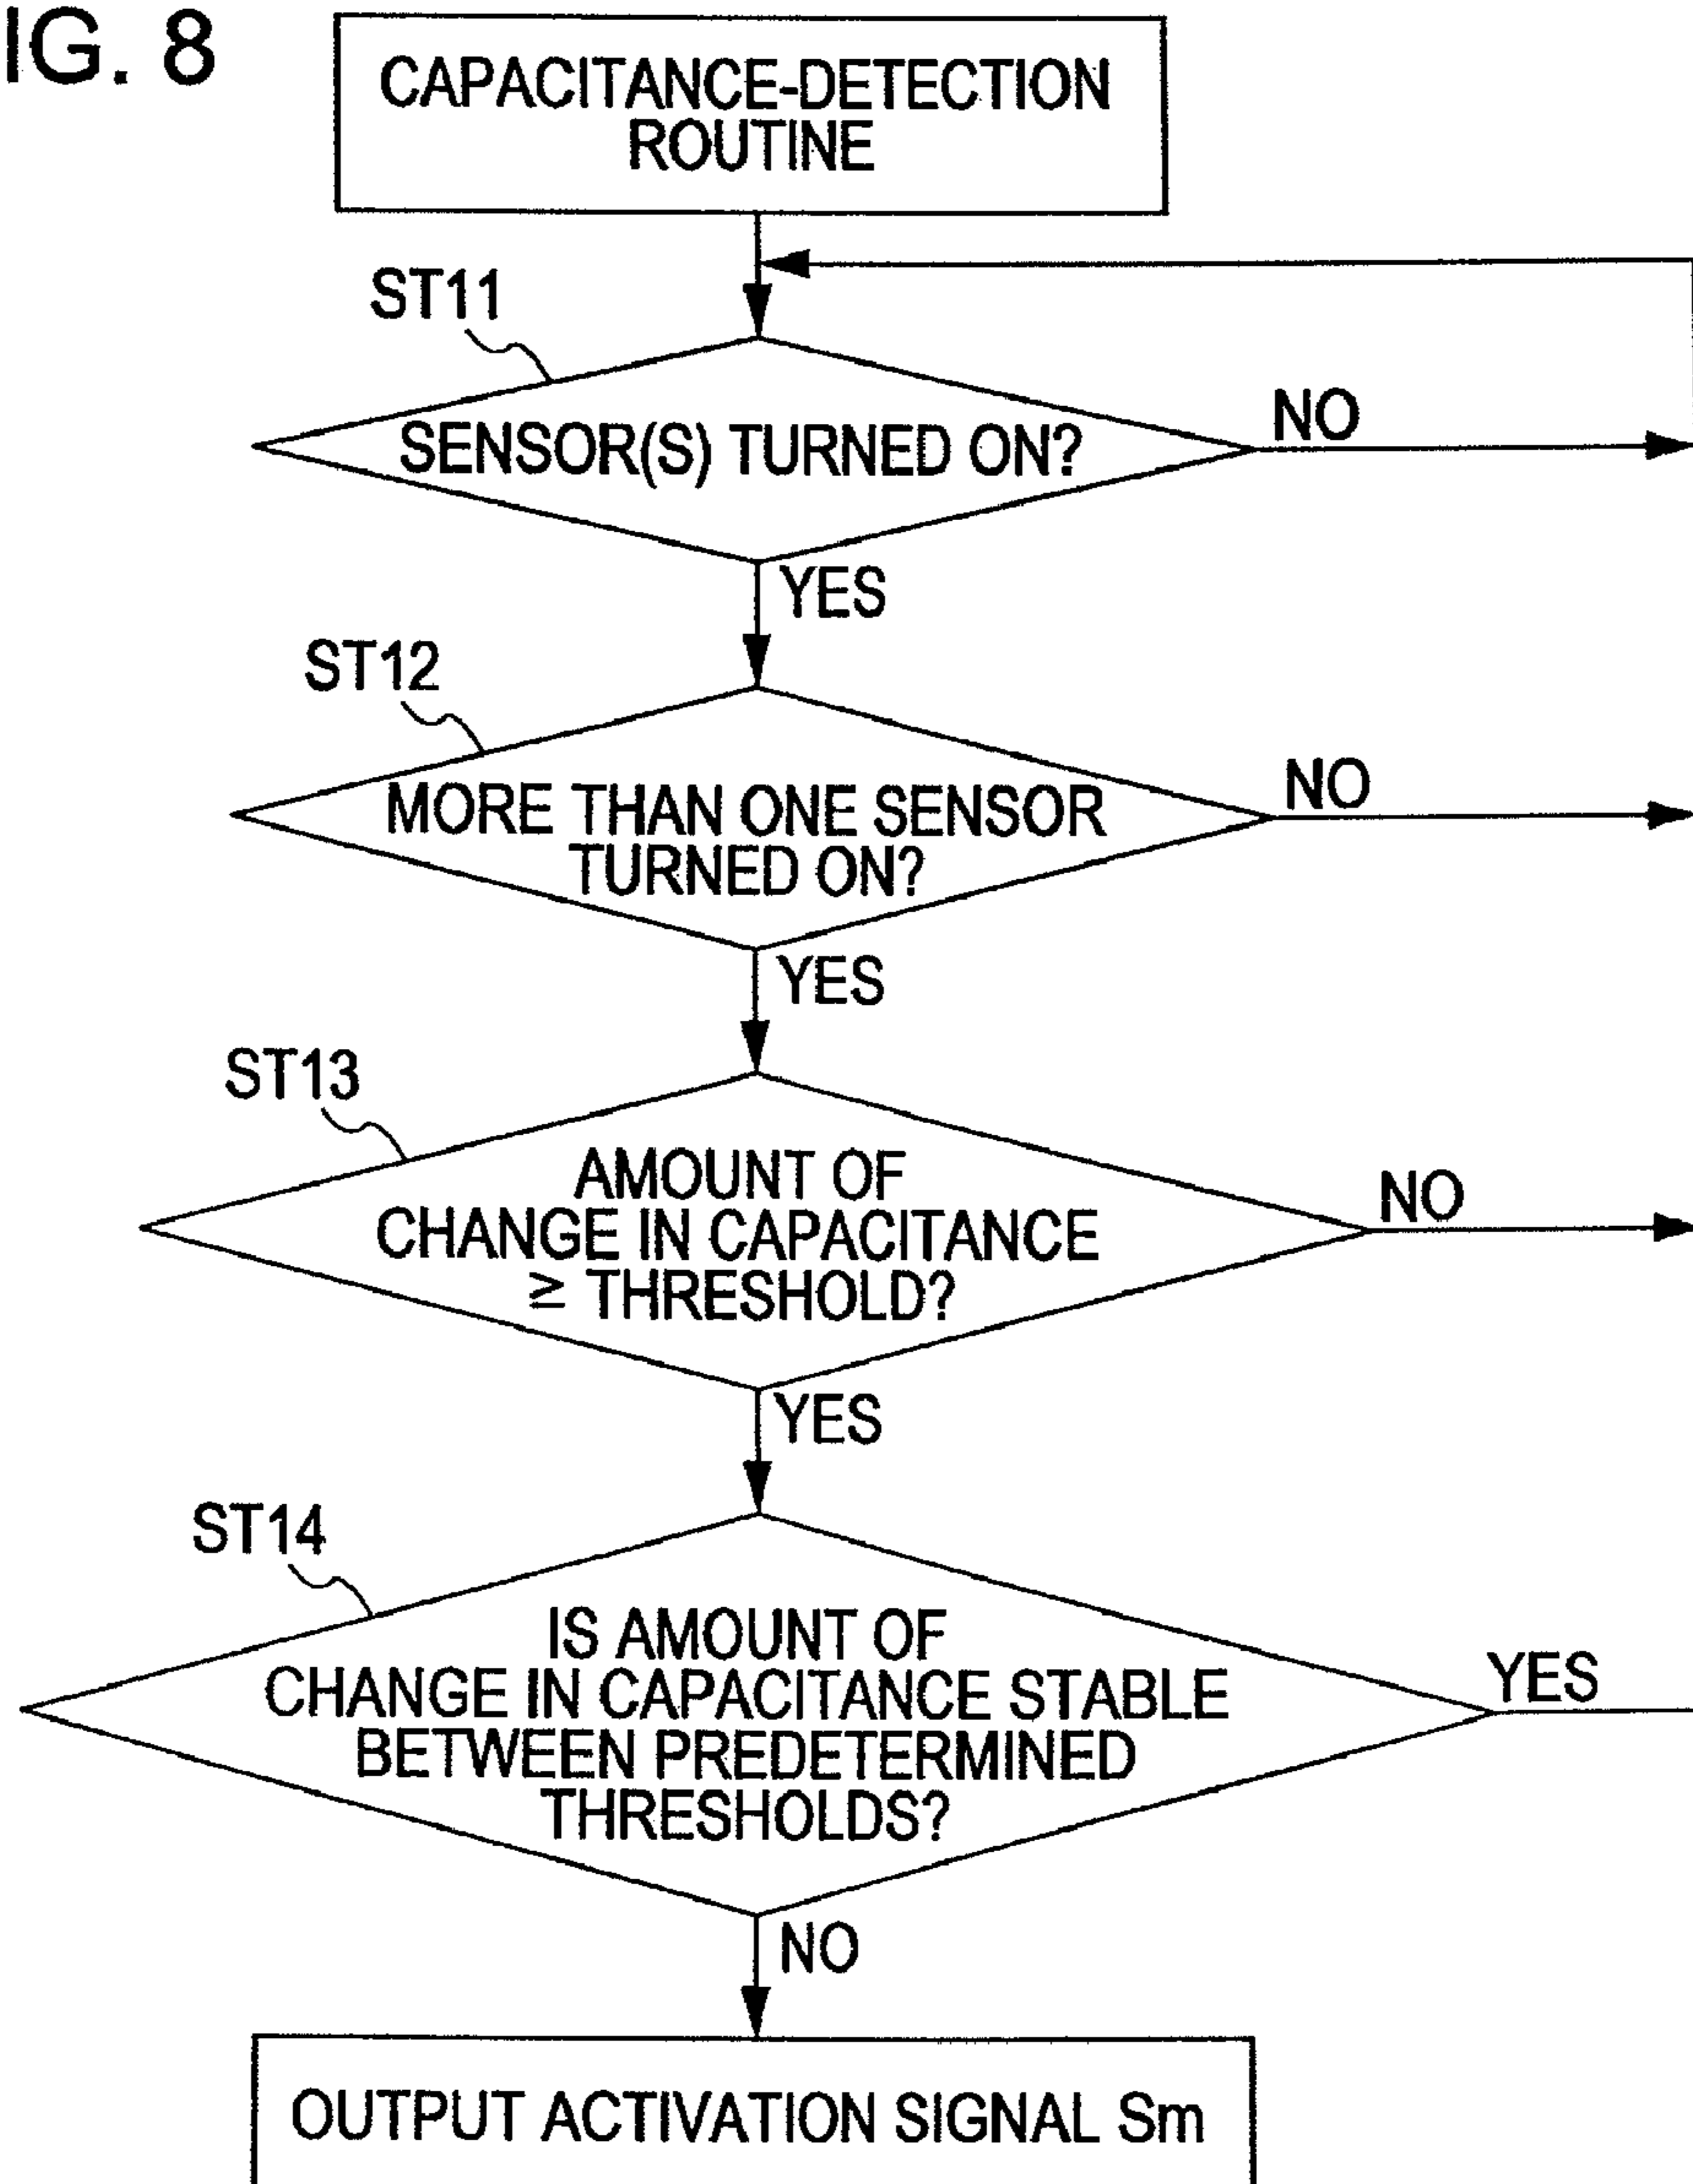 IG. 8
CAPACITANCE-DETECTION
ROUTINE
ST11
SENSOR(S) TURNED ON?
NO
YES
ST12
MORE THAN ONE SENSOR
TURNED ON?
NO
YES
ST13
AMOUNT OF
CHANGE IN CAPACITANCE
≥ THRESHOLD?
NO
YES
ST14
IS AMOUNT OF
CHANGE IN CAPACITANCE STABLE
BETWEEN PREDETERMINED
THRESHOLDS?
YES
NO
OUTPUT ACTIVATION SIGNAL Sm